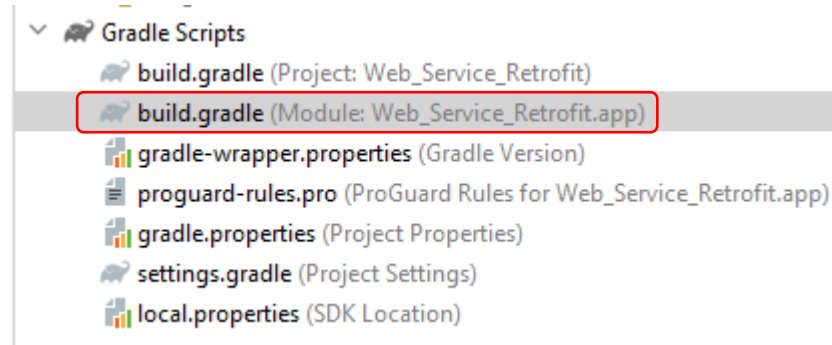 Gradle Scripts
build.gradle (Project: Web_Service_Retrofit)
build.gradle (Module: Web_Service_Retrofit.app)
gradle-wrapper.properties (Gradle Version)
proguard-rules.pro (ProGuard Rules for Web_Service_Retrofit.app)
gradle.properties (Project Properties)
settings.gradle (Project Settings)
local.properties (SDK Location)